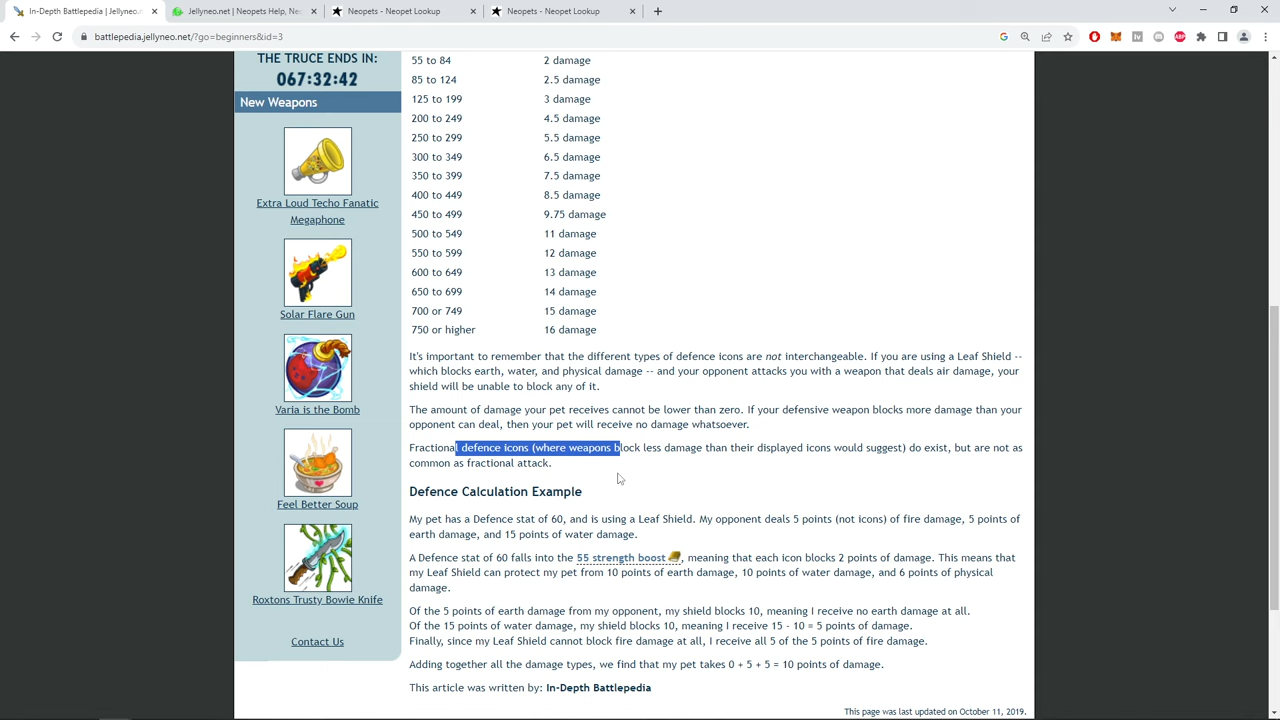 In-Depth Battlepedia | Jellyneo.n
Jellyneo.net | Neopets Help, Ne
Neopets - Neopet Lookup
Neopets - Neopet Lookup
battlepedia.jellyneo.net/?go=beginners&id=3
THE TRUCE ENDS IN:
067:32:42
New Weapons
Extra Loud Techo Fanatic
Megaphone
Solar Flare Gun
Varia is the Bomb
Feel Better Soup
Roxtons Trusty Bowie Knife
Contact Us
55 to 84 2 damage
85 to 124 2.5 damage
125 to 199 3 damage
200 to 249 4.5 damage
250 to 299 5.5 damage
300 to 349 6.5 damage
350 to 399 7.5 damage
400 to 449 8.5 damage
450 to 499 9.75 damage
500 to 549 11 damage
550 to 599 12 damage
600 to 649 13 damage
650 to 699 14 damage
700 or 749 15 damage
750 or higher 16 damage
It's important to remember that the different types of defence icons are not interchangeable. If you are using a Leaf Shield --
which blocks earth, water, and physical damage -- and your opponent attacks you with a weapon that deals air damage, your
shield will be unable to block any of it.
The amount of damage your pet receives cannot be lower than zero. If your defensive weapon blocks more damage than your
opponent can deal, then your pet will receive no damage whatsoever.
Fractional defence icons (where weapons block less damage than their displayed icons would suggest) do exist, but are not as
common as fractional attack.
Defence Calculation Example
My pet has a Defence stat of 60, and is using a Leaf Shield. My opponent deals 5 points (not icons) of fire damage, 5 points of
earth damage, and 15 points of water damage.
A Defence stat of 60 falls into the 55 strength boost, meaning that each icon blocks 2 points of damage. This means that
my Leaf Shield can protect my pet from 10 points of earth damage, 10 points of water damage, and 6 points of physical
damage.
Of the 5 points of earth damage from my opponent, my shield blocks 10, meaning I receive no earth damage at all.
Of the 15 points of water damage, my shield blocks 10, meaning I receive 15 - 10 = 5 points of damage.
Finally, since my Leaf Shield cannot block fire damage at all, I receive all 5 of the 5 points of fire damage.
Adding together all the damage types, we find that my pet takes 0 + 5 + 5 = 10 points of damage.
This article was written by: In-Depth Battlepedia
This page was last updated on October 11, 2019.